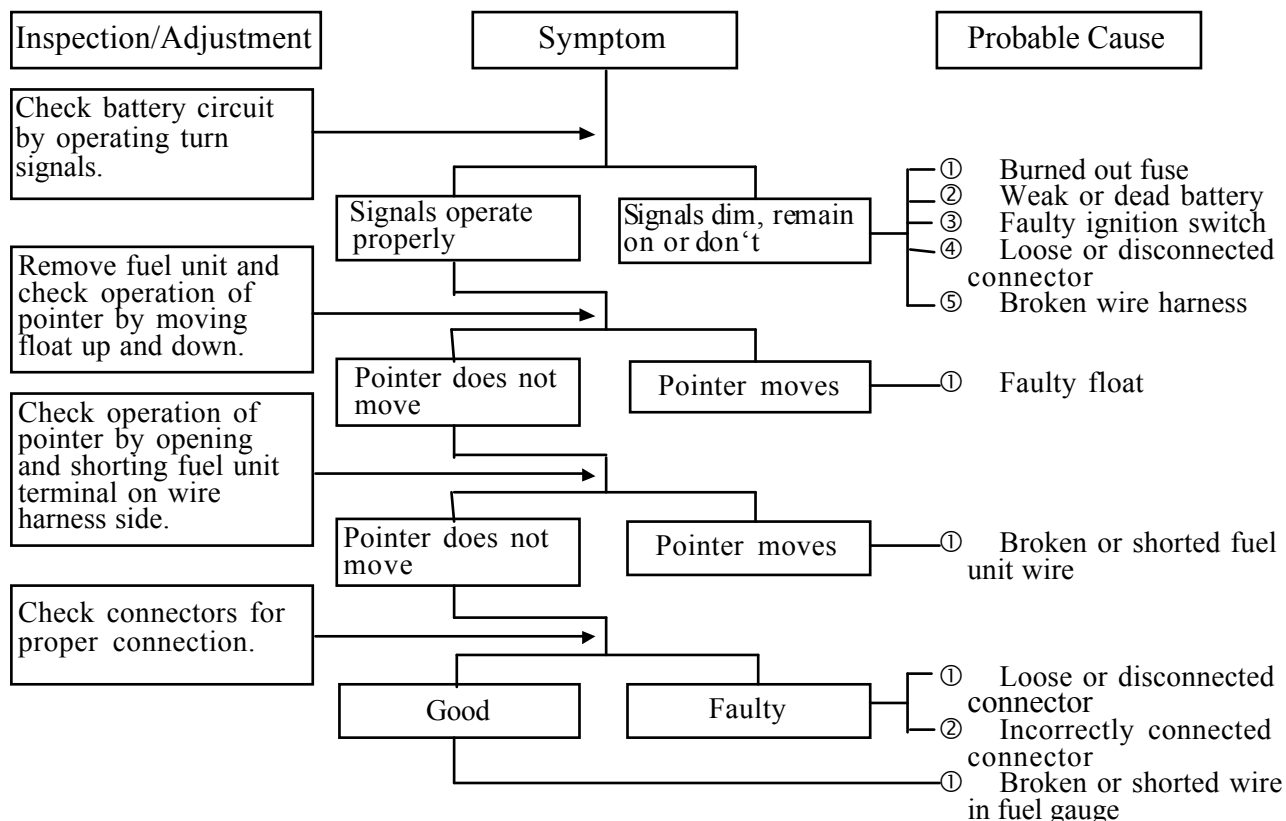 Inspection/Adjustment
Symptom
Probable Cause
Check battery circuit
by operating turn
signals.
Signals operate
properly
Signals dim, remain
on or don‘t
① Burned out fuse
② Weak or dead battery
③ Faulty ignition switch
④ Loose or disconnected
connector
⑤ Broken wire harness
Remove fuel unit and
check operation of
pointer by moving
float up and down.
Pointer does not
move
Pointer moves
① Faulty float
Check operation of
pointer by opening
and shorting fuel unit
terminal on wire
harness side.
Pointer does not
move
Pointer moves
① Broken or shorted fuel
unit wire
Check connectors for
proper connection.
Good
Faulty
① Loose or disconnected
connector
② Incorrectly connected
connector
① Broken or shorted wire
in fuel gauge